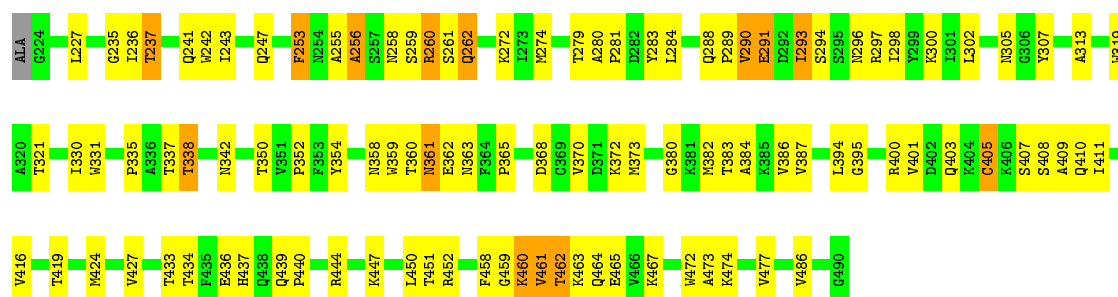 ALA G224 L227 G235 I236 T237 Q241 W242 I243 Q247 F253 N254 A255 A256 S257 N258 S259 R260 S261 Q262 K272 I273 M274 T279 A280 P281 D282 Y283 L284 Q288 P289 V290 E291 D292 I293 S294 S295 N296 R297 I298 Y299 K300 I301 L302 N305 G306 Y307 A313 W319
A320 T321 I330 W331 P335 A336 T337 T338 N342 T350 V351 P352 F353 Y354 N358 W359 T360 N361 E362 N363 F364 P365 D368 C369 V370 D371 K372 M373 G380 K381 M382 T383 A384 K385 V386 V387 L394 G395 R400 V401 D402 Q403 K404 C405 K406 S407 S408 A409 Q410 I411
V416 T419 M424 V427 T433 T434 F435 E436 H437 Q438 Q439 P440 R444 K447 L450 T451 R452 F458 G459 K460 V461 T462 K463 Q464 E465 V466 K467 W472 A473 K474 V477 V486 G490